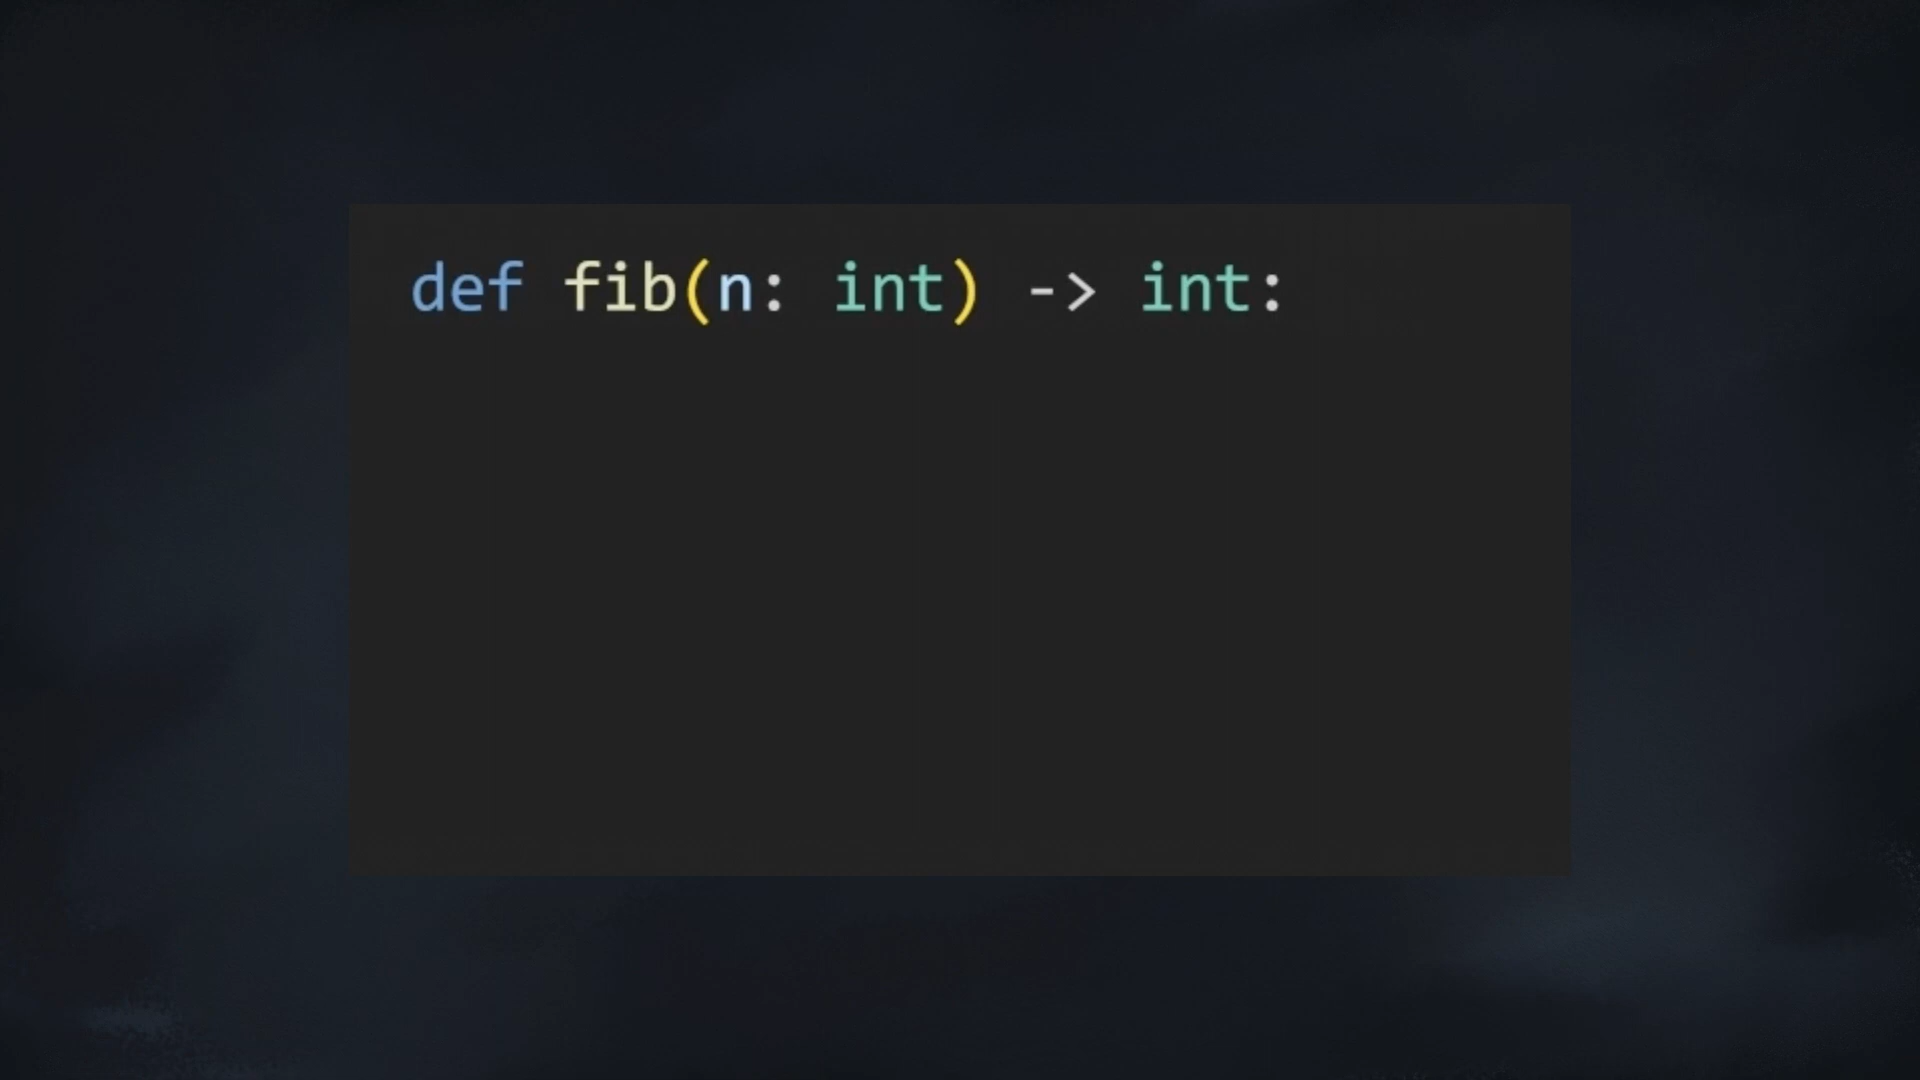 def fib(n: int) -> int: